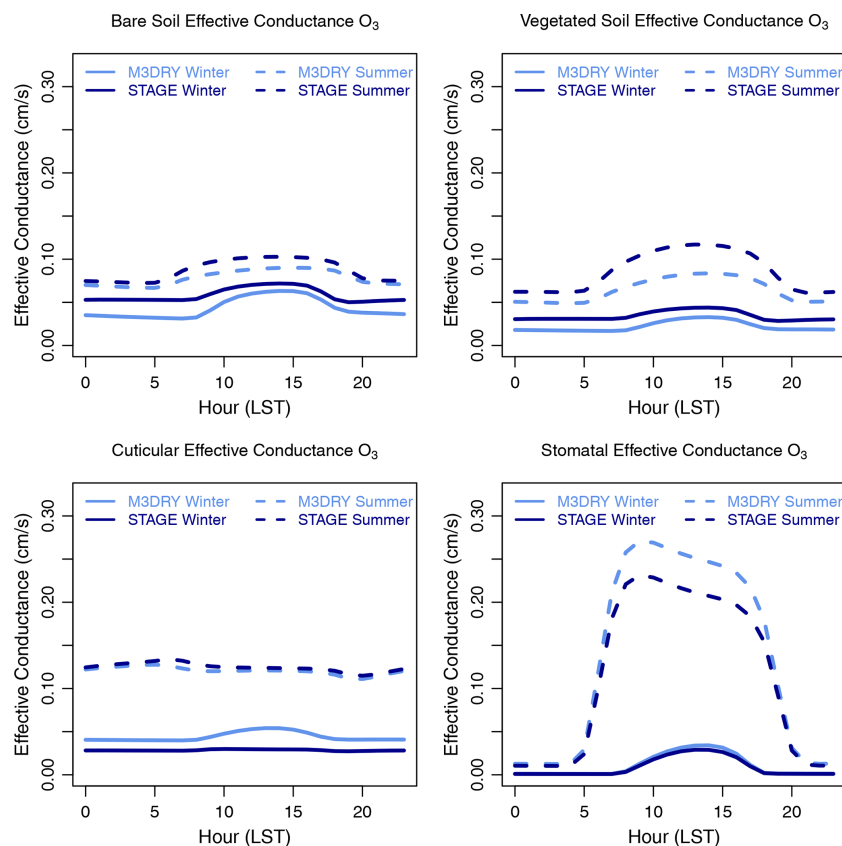 Bare Soil Effective Conductance O3
M3DRY Winter
M3DRY Summer
STAGE Winter
STAGE Summer
Effective Conductance (cm/s)
0.30
0.20
0.10
0.00
0 5 10 15 20
Hour (LST)
Vegetated Soil Effective Conductance O3
M3DRY Winter
M3DRY Summer
STAGE Winter
STAGE Summer
Effective Conductance (cm/s)
0.30
0.20
0.10
0.00
0 5 10 15 20
Hour (LST)
Cuticular Effective Conductance O3
M3DRY Winter
M3DRY Summer
STAGE Winter
STAGE Summer
Effective Conductance (cm/s)
0.30
0.20
0.10
0.00
0 5 10 15 20
Hour (LST)
Stomatal Effective Conductance O3
M3DRY Winter
M3DRY Summer
STAGE Winter
STAGE Summer
Effective Conductance (cm/s)
0.30
0.20
0.10
0.00
0 5 10 15 20
Hour (LST)